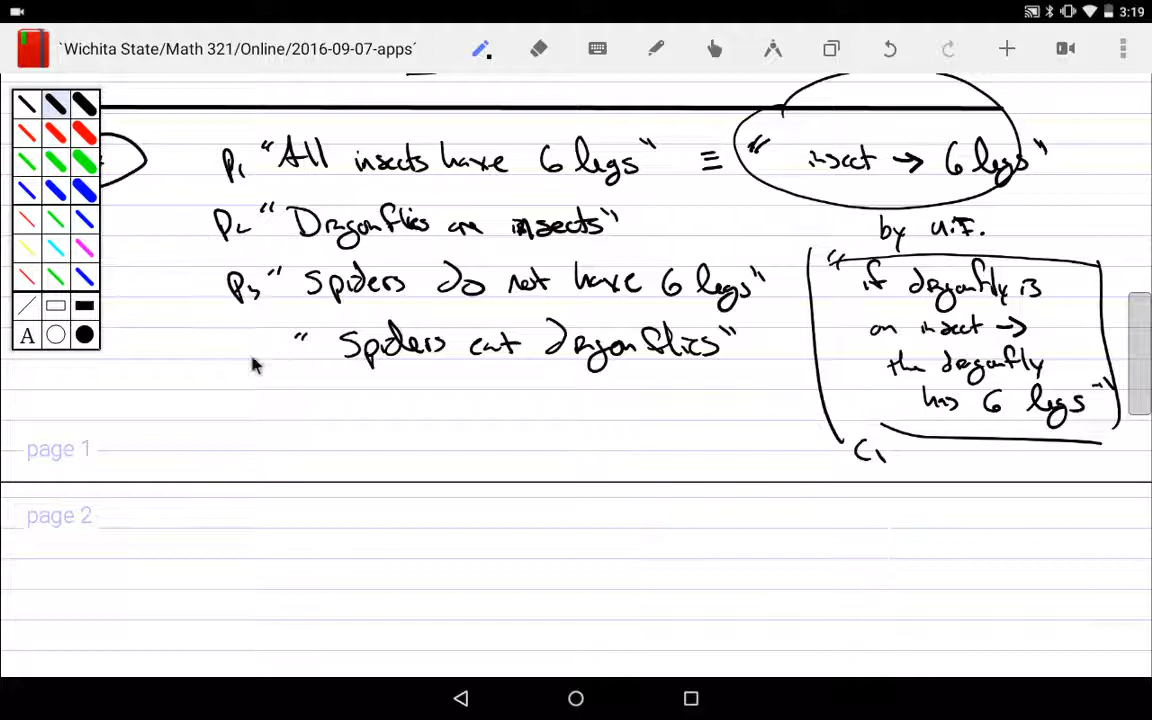 3:19
`Wichita State/Math 321/Online/2016-09-07-apps´
P1 "All insects have 6 legs" ≡ " insect → 6 legs"
P2 "Dragonflies are insects"
by U.I.
P3 "Spiders do not have 6 legs"
"Spiders eat dragonflies"
"if dragonfly is
an insect →
the dragonfly
has 6 legs"
C1
A
page 1
page 2